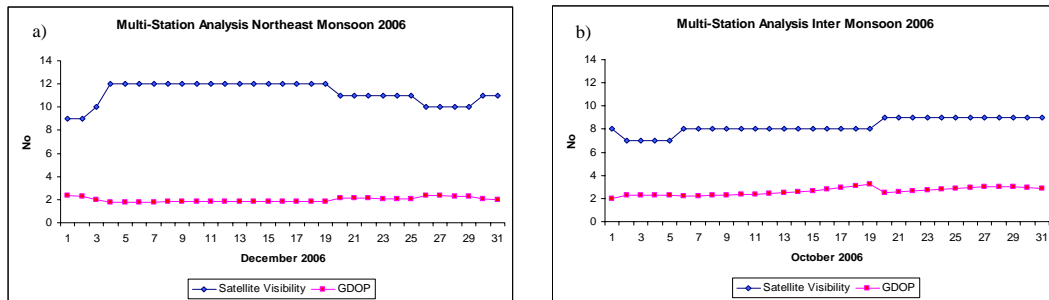 a)
Multi-Station Analysis Northeast Monsoon 2006
14
12
10
8
6
4
2
0
No
1 3 5 7 9 11 13 15 17 19 21 23 25 27 29 31
December 2006
Satellite Visibility GDOP
b)
Multi-Station Analysis Inter Monsoon 2006
14
12
10
8
6
4
2
0
No
1 3 5 7 9 11 13 15 17 19 21 23 25 27 29 31
October 2006
Satellite Visibility GDOP